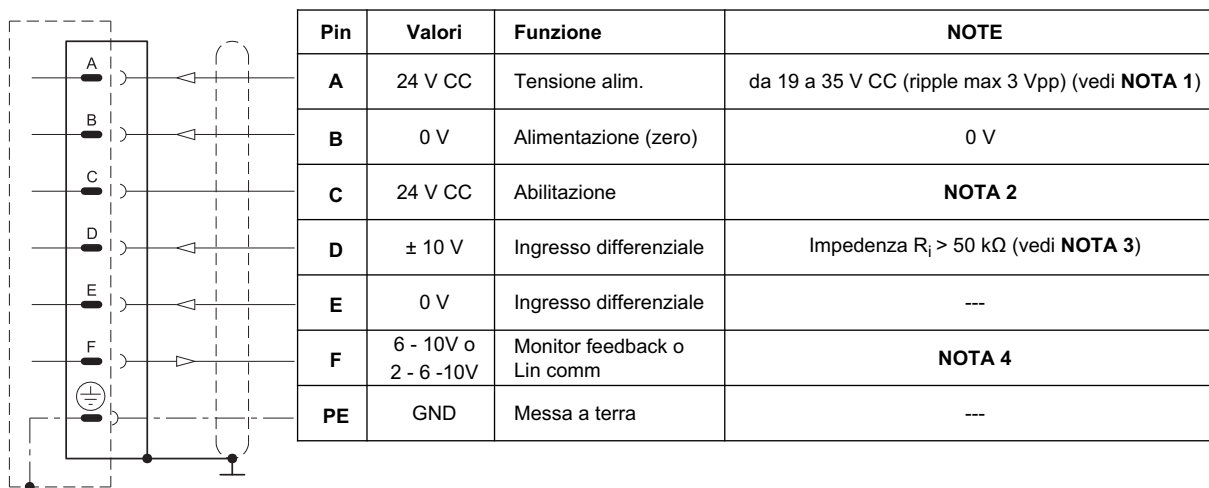 Pin Valori Funzione NOTE
A A 24 V CC Tensione alim. da 19 a 35 V CC (ripple max 3 Vpp) (vedi NOTA 1)
B B 0 V Alimentazione (zero) 0 V
C C 24 V CC Abilitazione NOTA 2
D D ± 10 V Ingresso differenziale Impedenza Ri > 50 kΩ (vedi NOTA 3)
E E 0 V Ingresso differenziale ---
F F 6 - 10V o Monitor feedback o NOTA 4
2 - 6 -10V Lin comm
PE GND Messa a terra ---